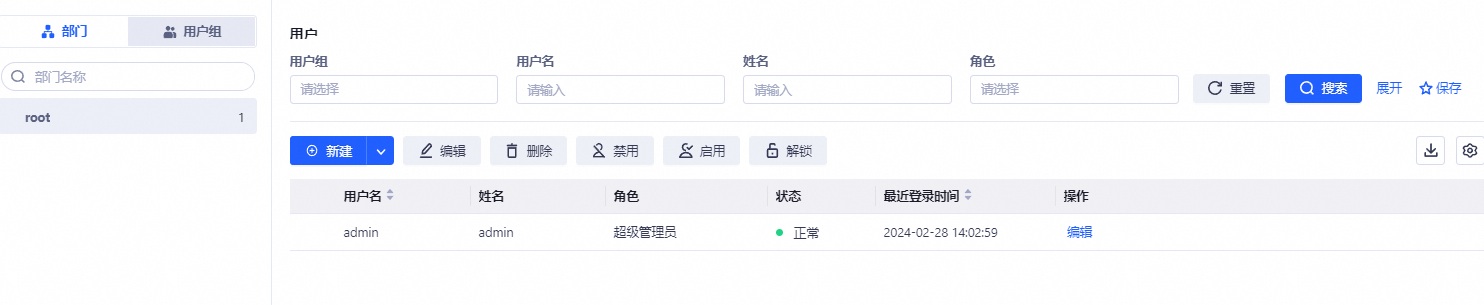 部门 用户组
部门名称
root 1
用户
用户组 用户名 姓名 角色
请选择 请输入 请输入 请选择 重置 搜索 展开 保存
新建 编辑 删除 禁用 启用 解锁
用户名 姓名 角色 状态 最近登录时间 操作
admin admin 超级管理员 正常 2024-02-28 14:02:59 编辑